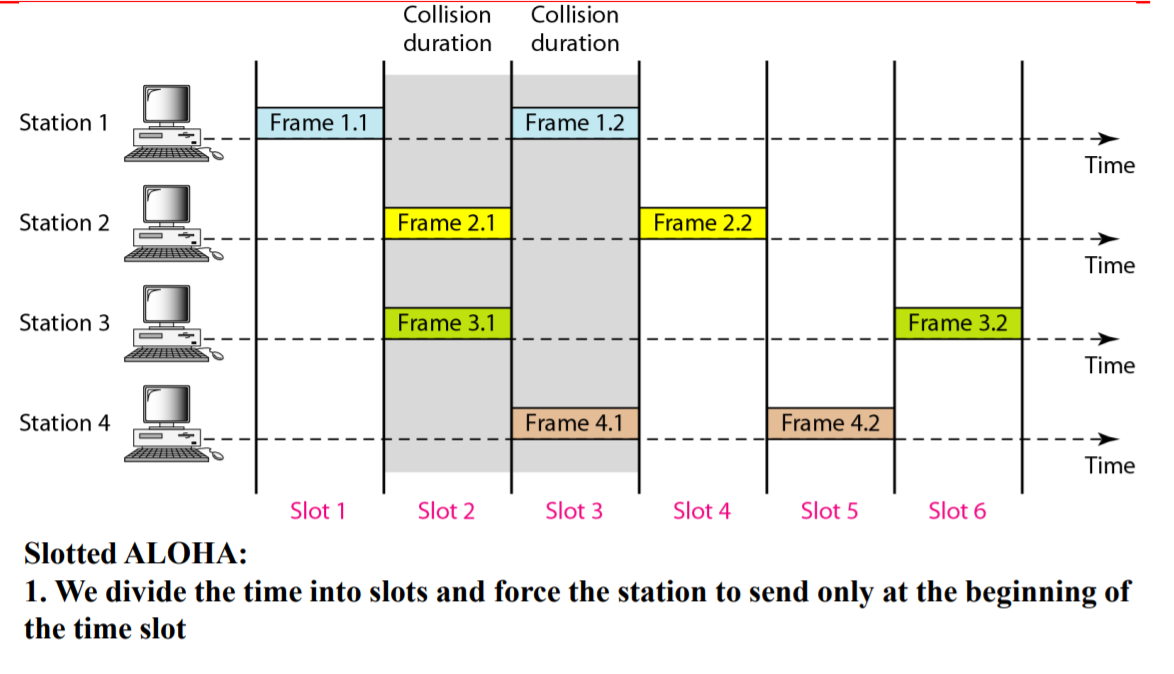 Collision Collision
duration duration
Station 1 Frame 1.1 Frame 1.2
Time
Station 2 Frame 2.1 Frame 2.2
Time
Station 3 Frame 3.1 Frame 3.2
Time
Station 4 Frame 4.1 Frame 4.2
Time
Slot 1 Slot 2 Slot 3 Slot 4 Slot 5 Slot 6
Slotted ALOHA:
1. We divide the time into slots and force the station to send only at the beginning of
the time slot